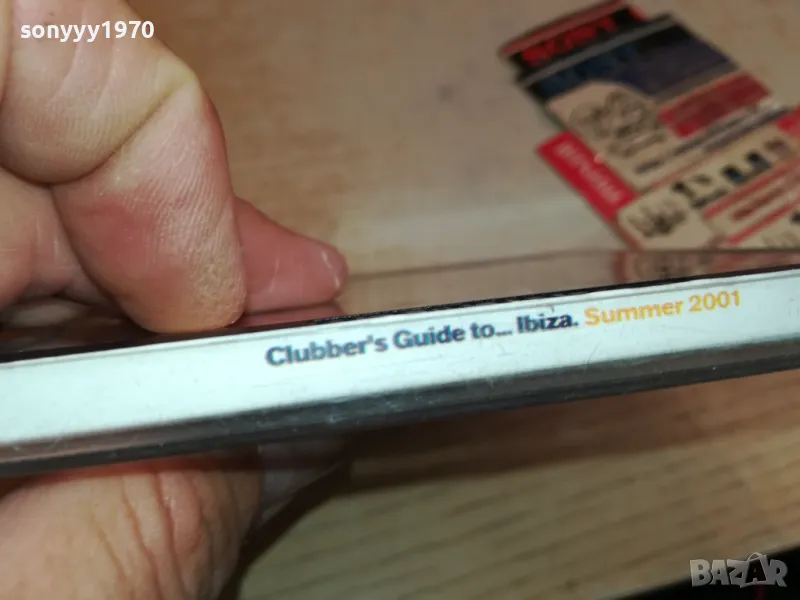 sonyyy1970
Clubber's Guide to... Ibiza. Summer 2001
BAZAR